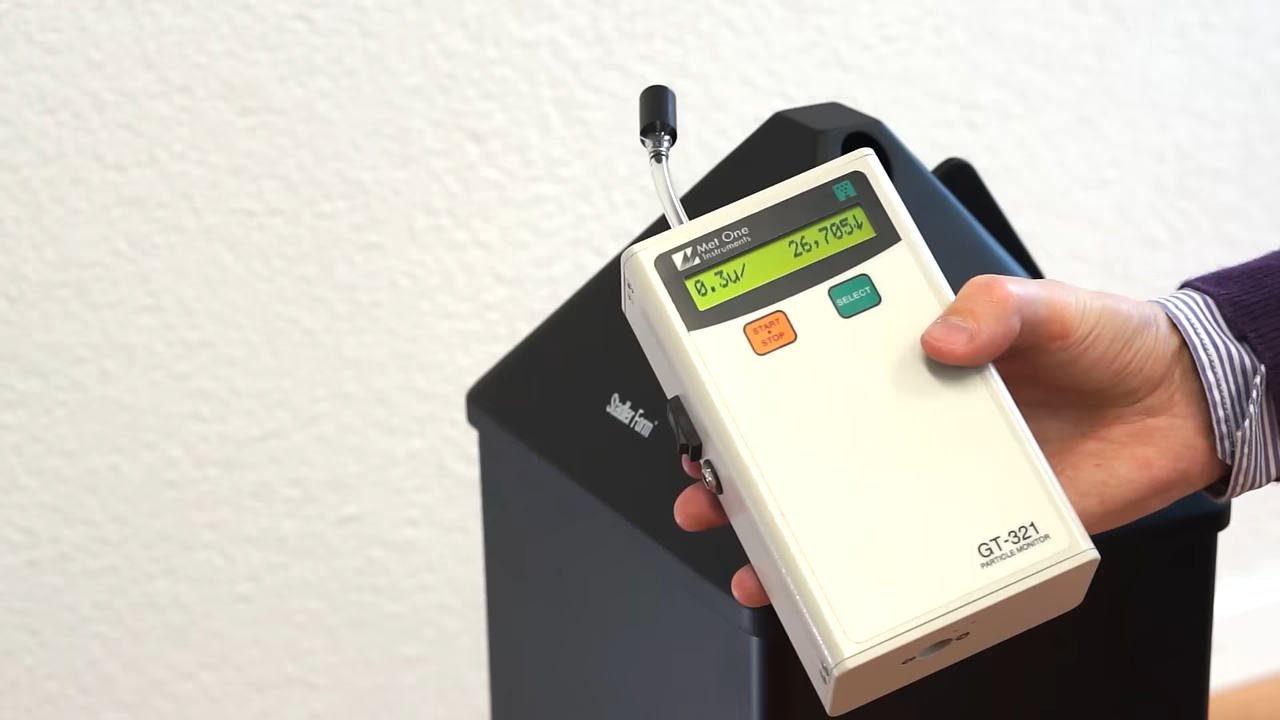 Met One
Instruments
0.3u/ 26,705↓
START
STOP
SELECT
Stadler Form
GT-321
PARTICLE MONITOR